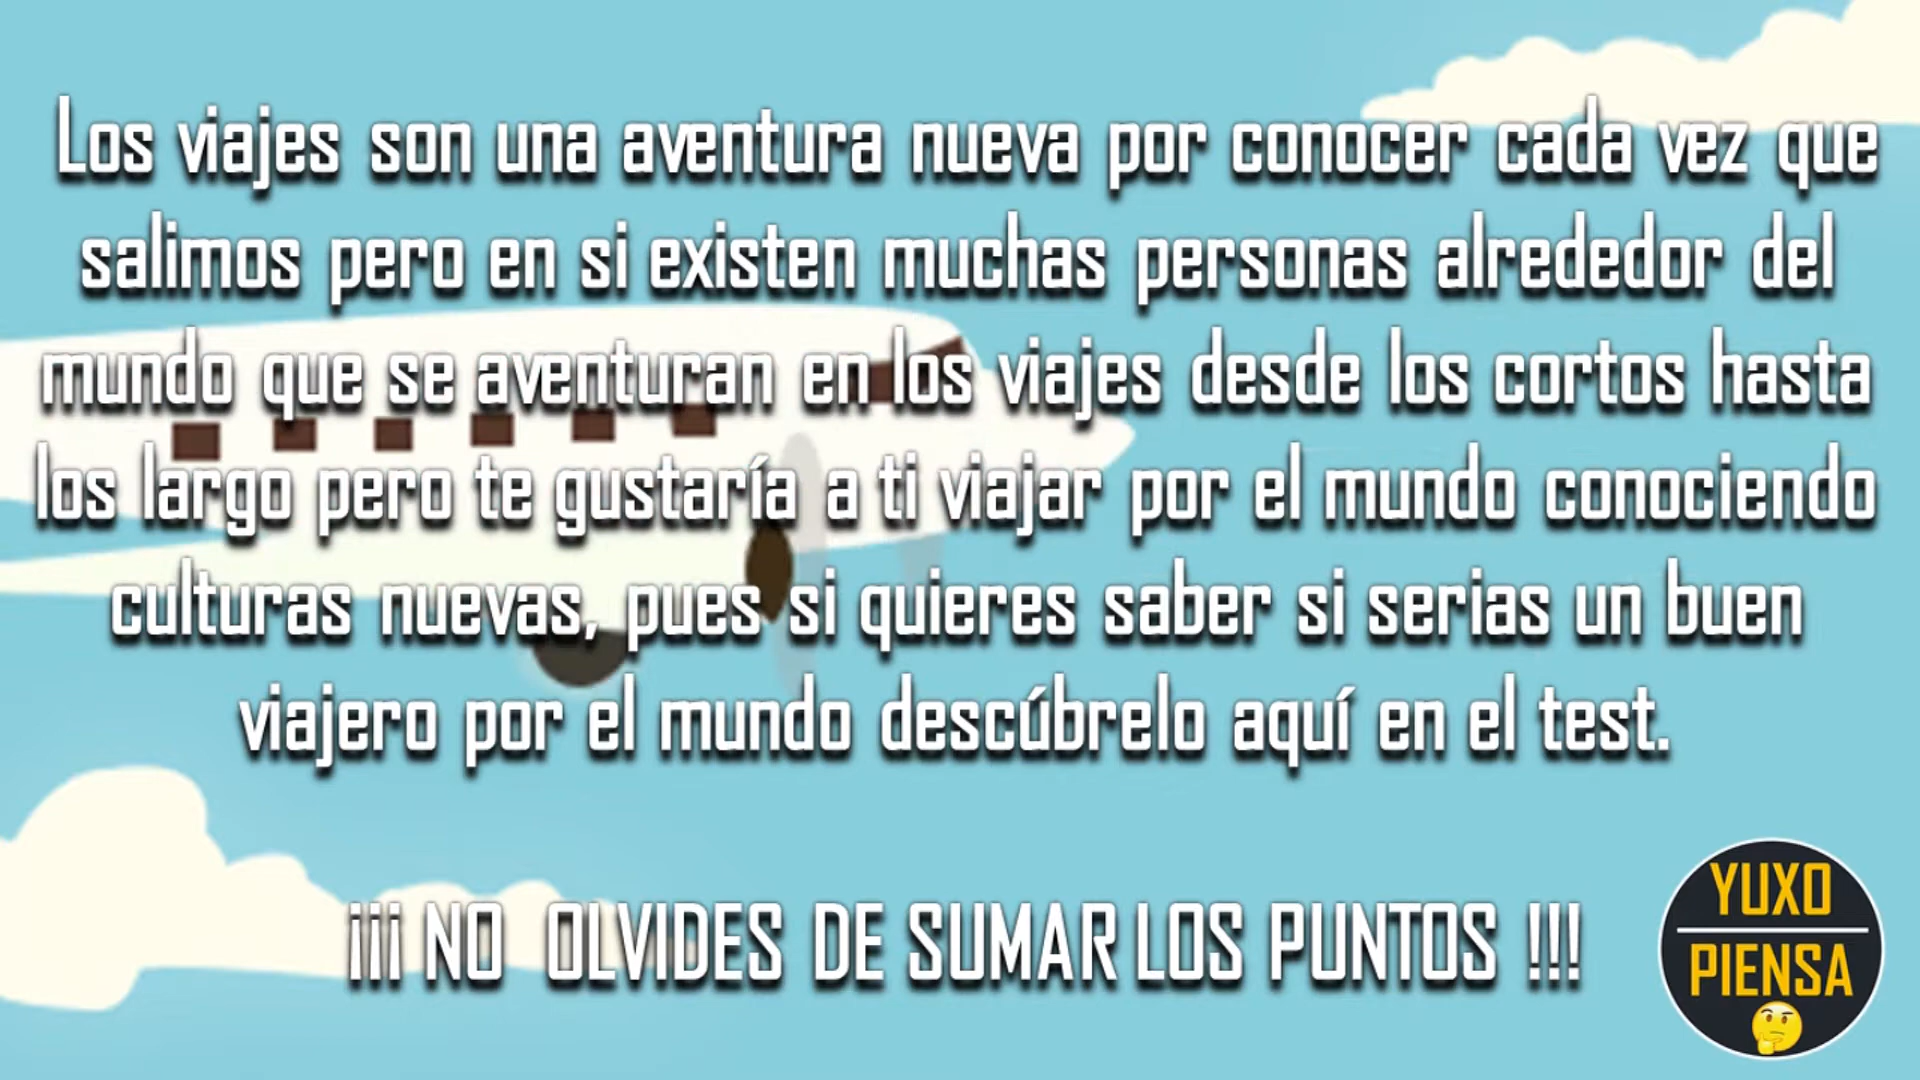 Los viajes son una aventura nueva por conocer cada vez que
salimos pero en si existen muchas personas alrededor del
mundo que se aventuran en los viajes desde los cortos hasta
los largo pero te gustaría a ti viajar por el mundo conociendo
culturas nuevas, pues si quieres saber si serias un buen
viajero por el mundo descúbrelo aquí en el test.
¡¡¡ NO OLVIDES DE SUMAR LOS PUNTOS !!!
YUXO
PIENSA